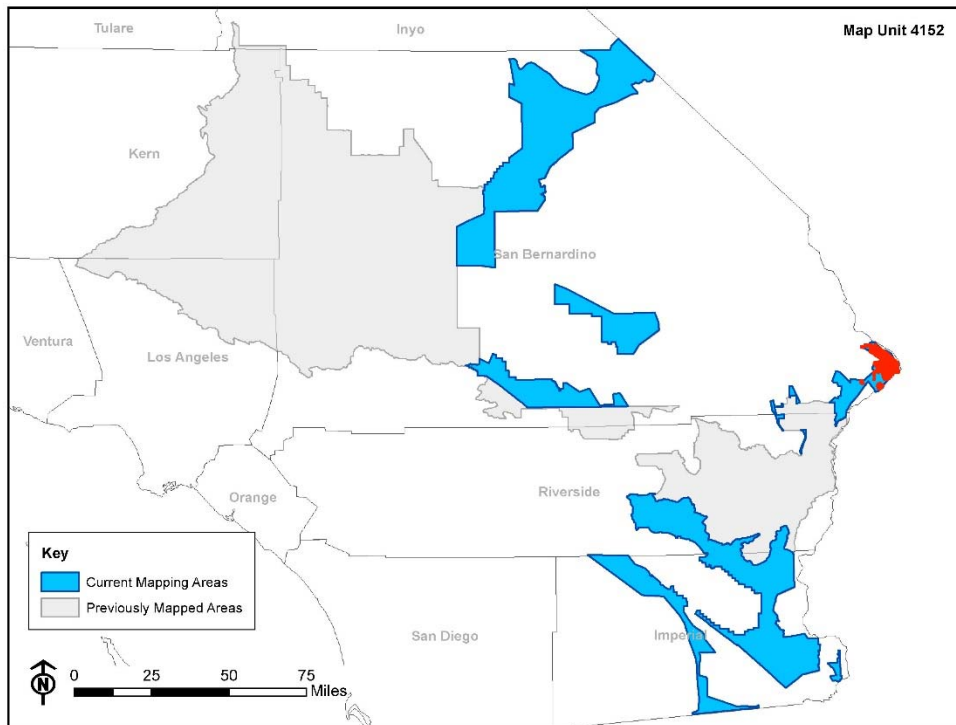 Tulare
Inyo
Map Unit 4152
Kern
San Bernardino
Ventura
Los Angeles
Orange
Riverside
Key
Current Mapping Areas
Previously Mapped Areas
San Diego
Imperial
N
0 25 50 75
Miles